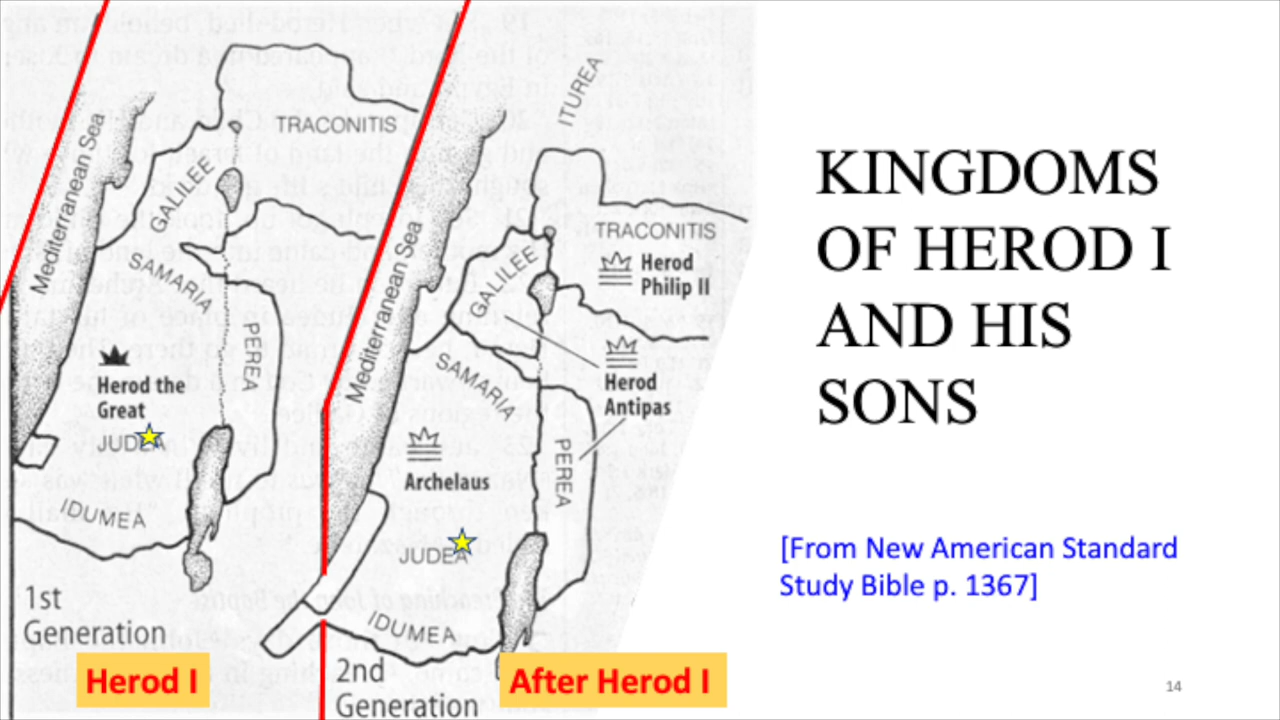 KINGDOMS
OF HEROD I
AND HIS
SONS
[From New American Standard
Study Bible p. 1367]
Mediterranean Sea
TRACONITIS
GALILEE
SAMARIA
PEREA
Herod the
Great
JUDEA
IDUMEA
1st
Generation
Herod I
ITUREA
Mediterranean Sea
TRACONITIS
Herod
Philip II
GALILEE
Herod
Antipas
SAMARIA
PEREA
Archelaus
JUDEA
IDUMEA
2nd
Generation
After Herod I
14